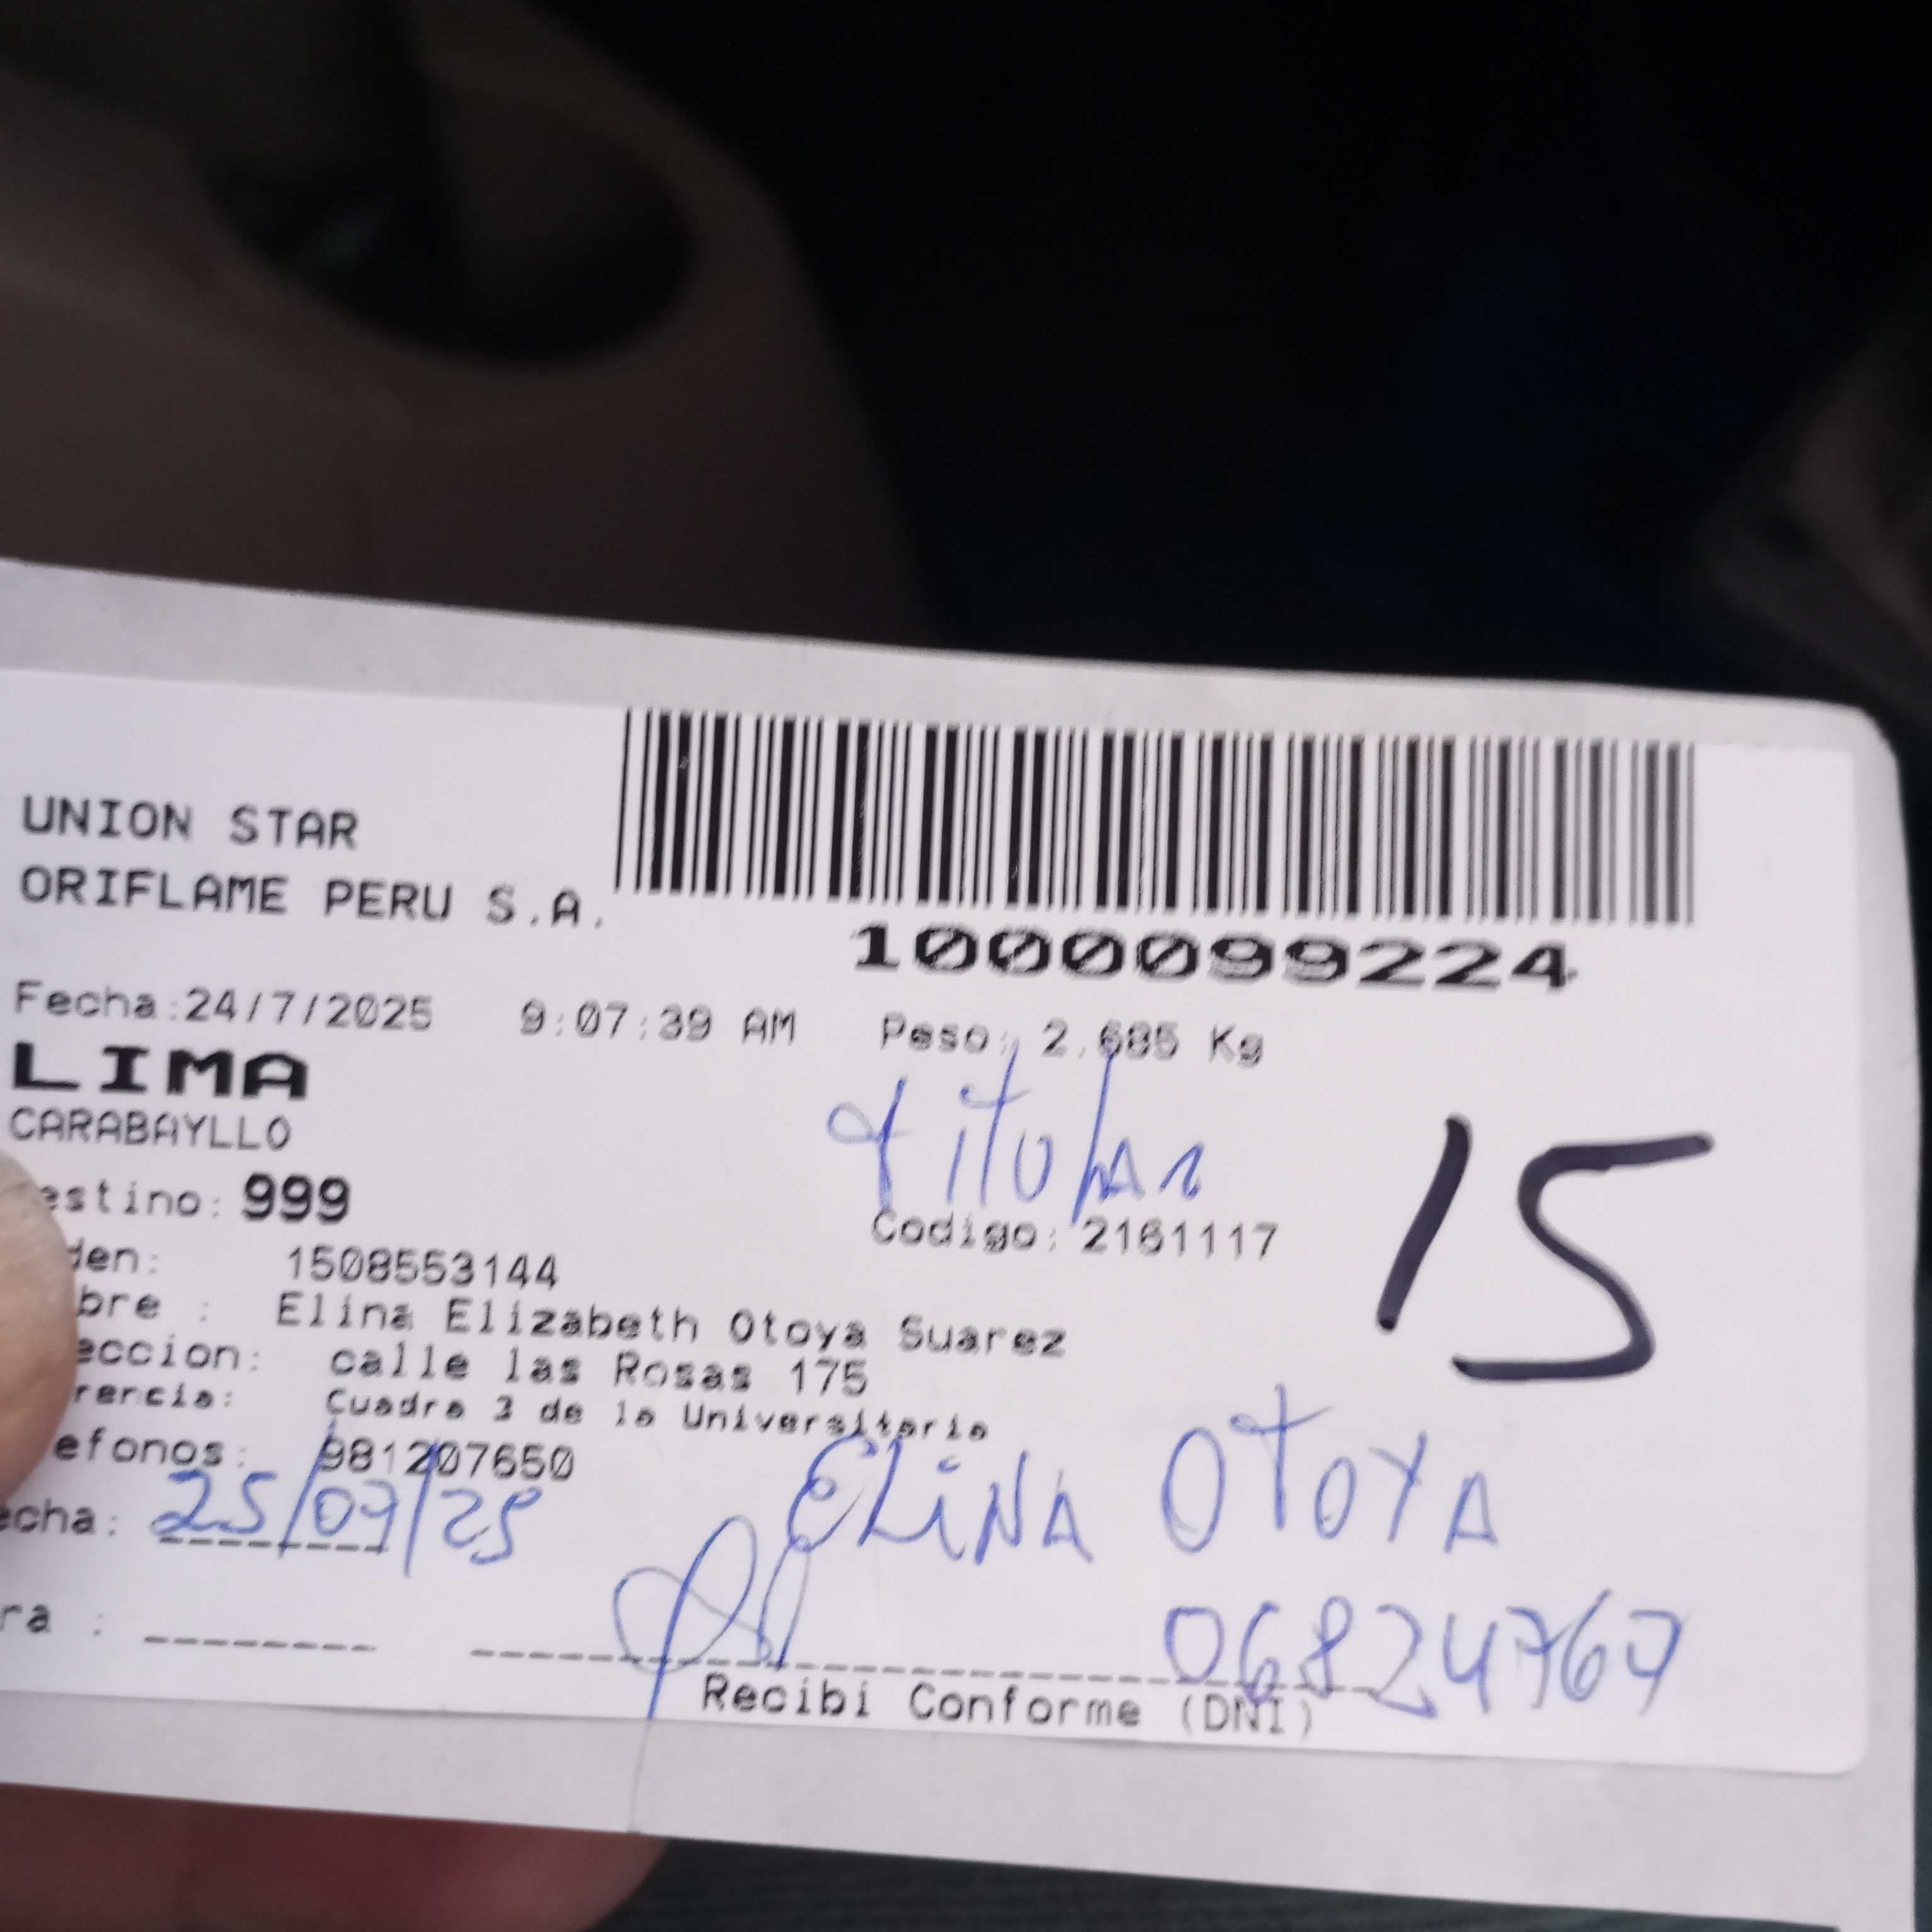 UNION STAR
ORIFLAME PERU S.A.
1000099224
Fecha:24/7/2025 9:07:39 AM Peso: 2.685 Kg
LIMA
CARABAYLLO
titular
15
estino: 999
Codigo: 2161117
den: 1508553144
bre : Elina Elizabeth Otoya Suarez
eccion: calle las Rosas 175
rencia: Cuadra 3 de la Universitaria
efonos: 981207650
echa: 25/07/25
ELINA OTOYA
ra :
06824767
Recibi Conforme (DNI)